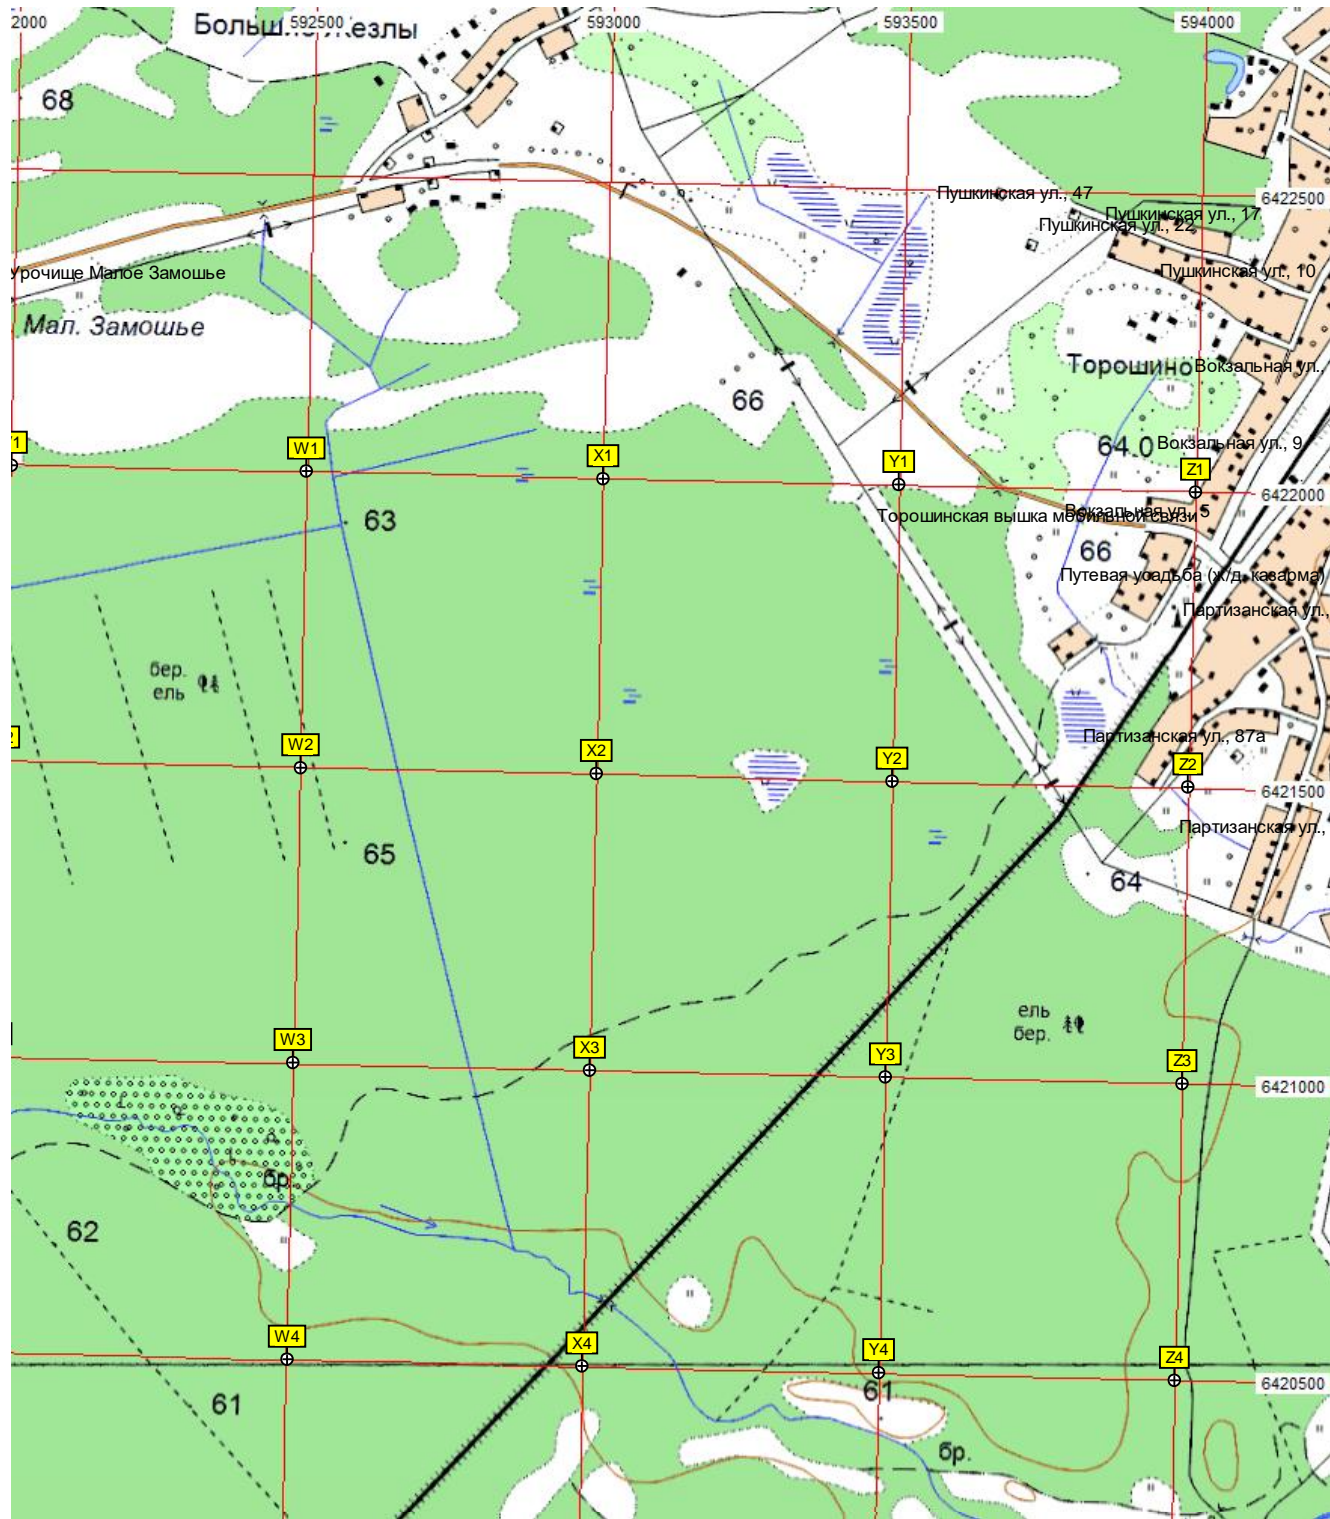 2000
592500
593000
593500
594000
68
6422500
Пушкинская ул., 47
Пушкинская ул., 17
Пушкинская ул., 22
Пушкинская ул., 10
Урочище Малое Замошье
Мал. Замошье
66
Торошино
Вокзальная ул.,
64.0
Вокзальная ул., 9
W1
X1
Y1
Z1
6422000
63
Торошинская вышка мобильной связи
Вокзальная ул., 5
66
Путевая усадьба (ж/д. казарма)
Партизанская ул.,
бер.
ель
W2
X2
Y2
Z2
Партизанская ул., 87а
6421500
Партизанская ул.,
65
64
ель
бер.
W3
X3
Y3
Z3
6421000
бр.
62
W4
X4
Y4
Z4
6420500
61
61
бр.